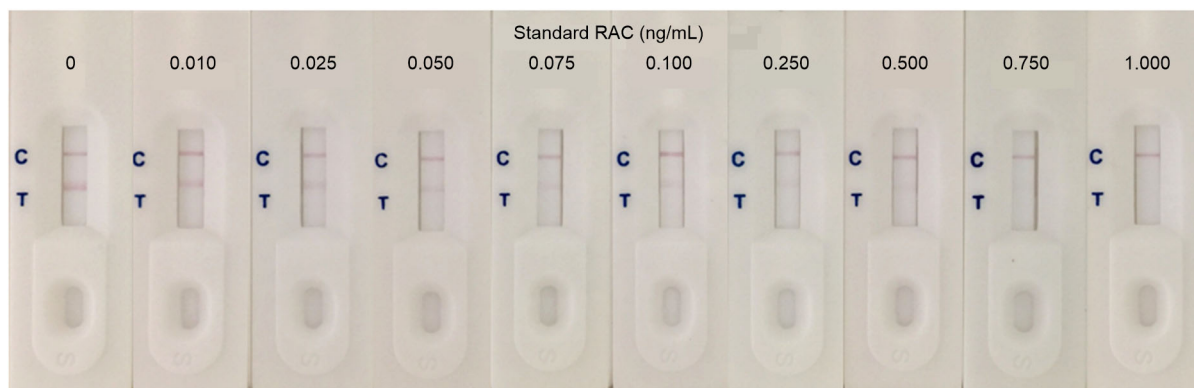 Standard RAC (ng/mL)
0 0.010 0.025 0.050 0.075 0.100 0.250 0.500 0.750 1.000
C C C C C C C C C C
T T T T T T T T T T
S S S S S S S S S S